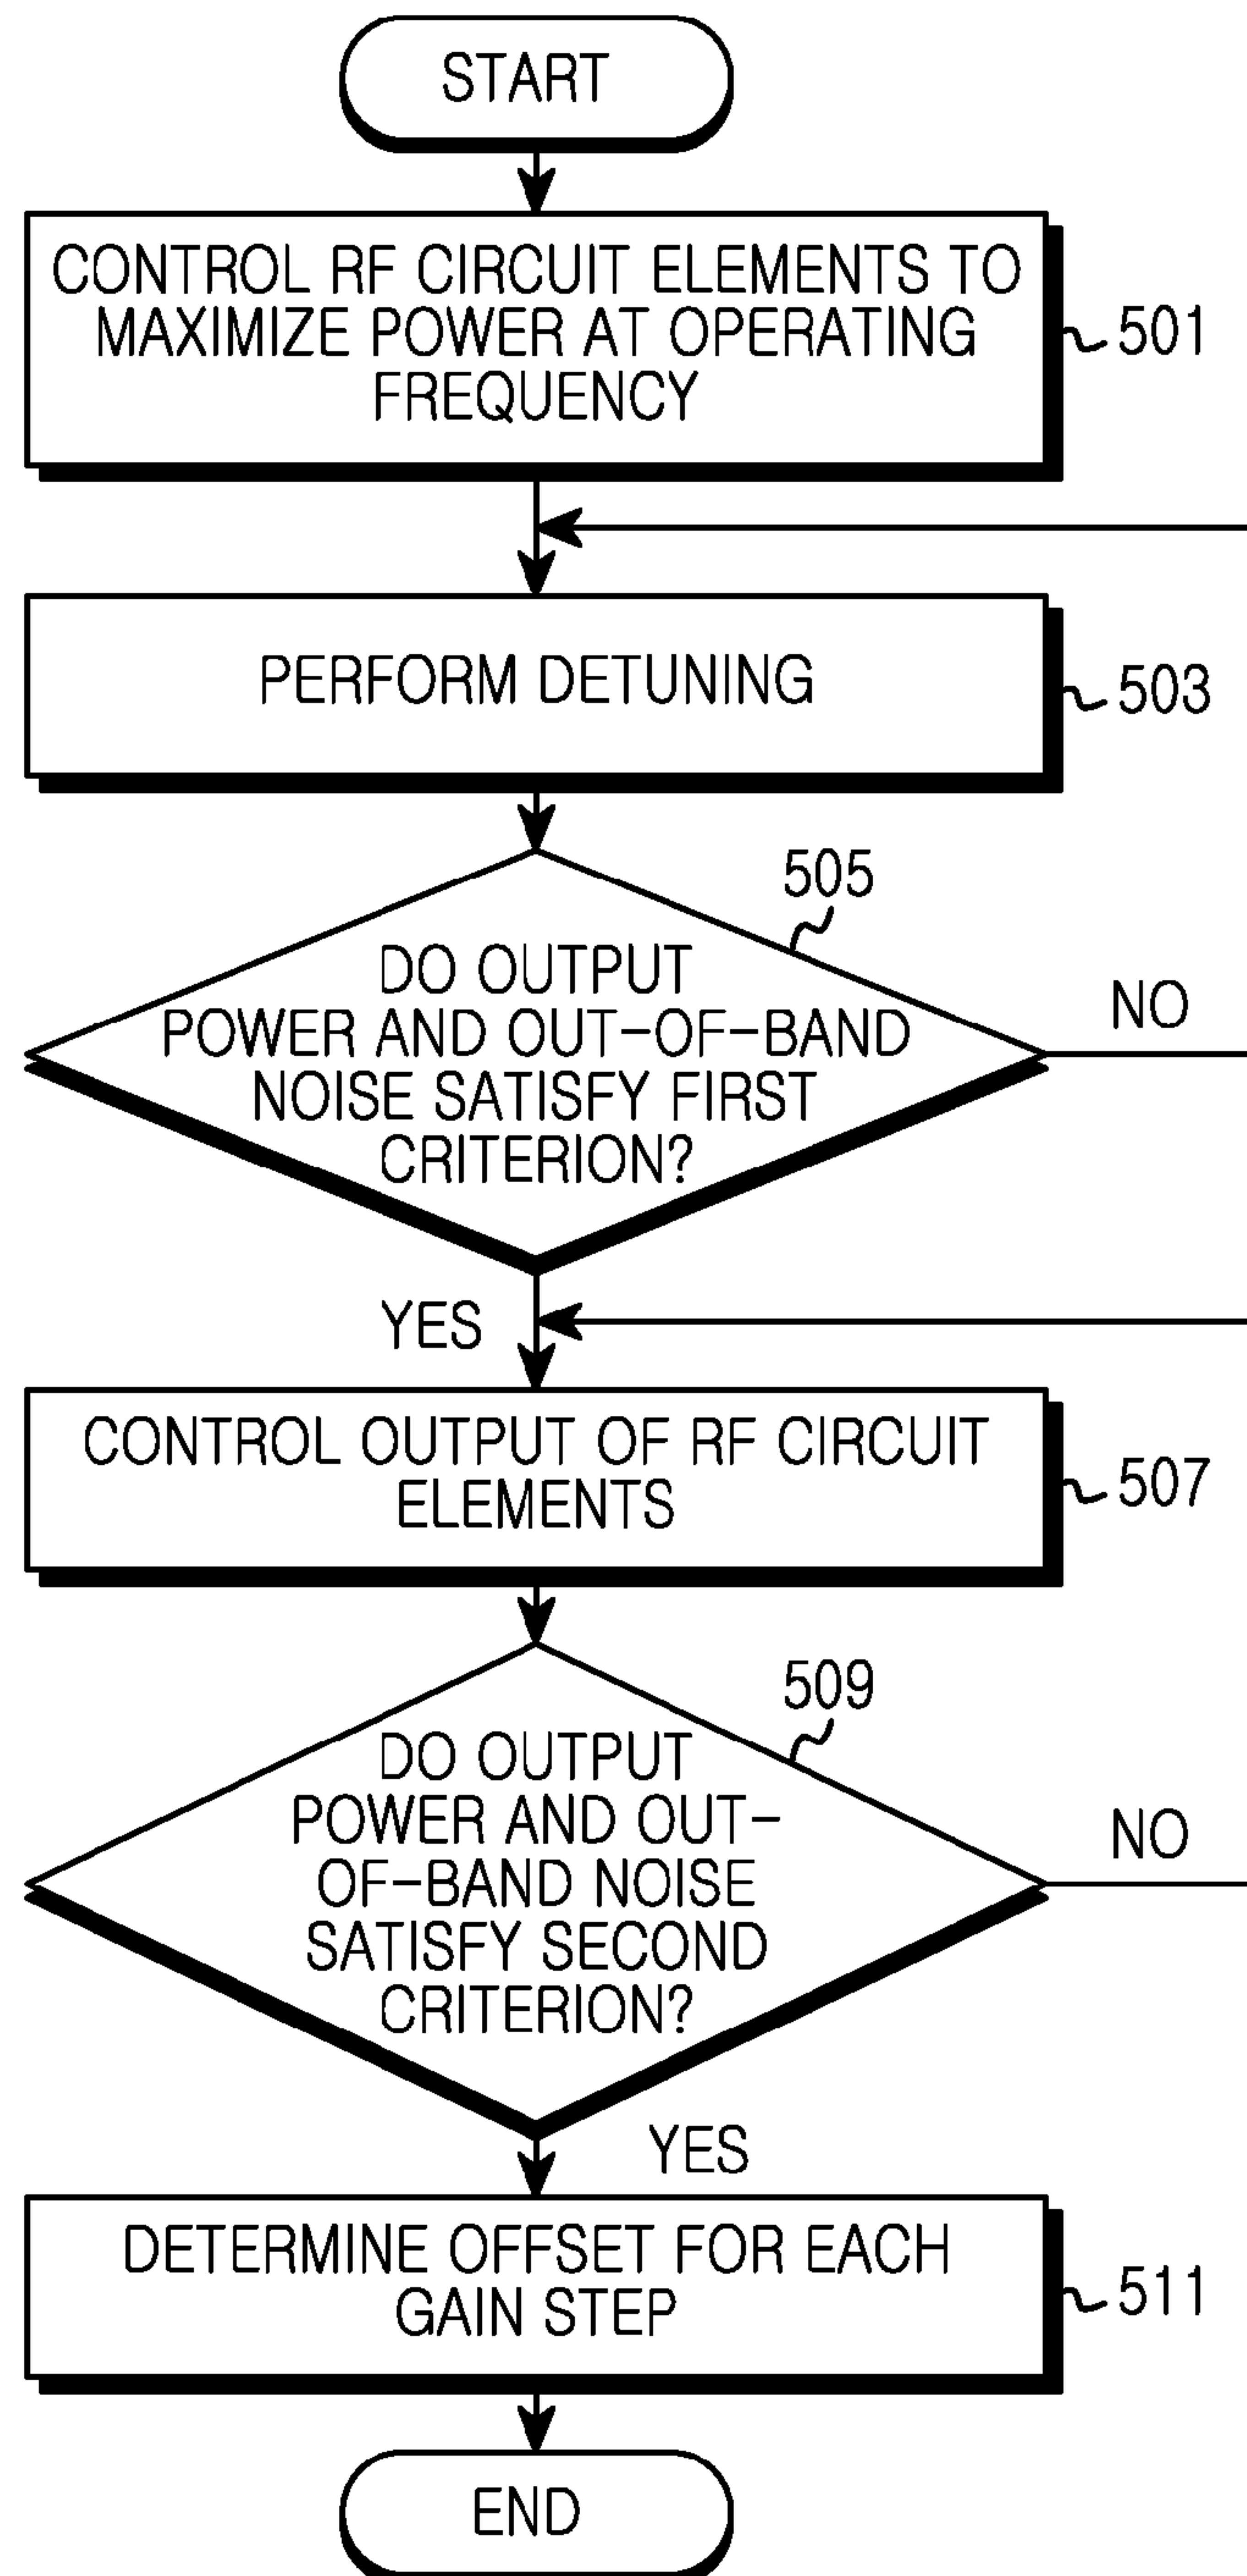 START
CONTROL RF CIRCUIT ELEMENTS TO
MAXIMIZE POWER AT OPERATING
FREQUENCY
501
PERFORM DETUNING
503
505
DO OUTPUT
POWER AND OUT-OF-BAND
NOISE SATISFY FIRST
CRITERION?
NO
YES
CONTROL OUTPUT OF RF CIRCUIT
ELEMENTS
507
509
DO OUTPUT
POWER AND OUT-
OF-BAND NOISE
SATISFY SECOND
CRITERION?
NO
YES
DETERMINE OFFSET FOR EACH
GAIN STEP
511
END